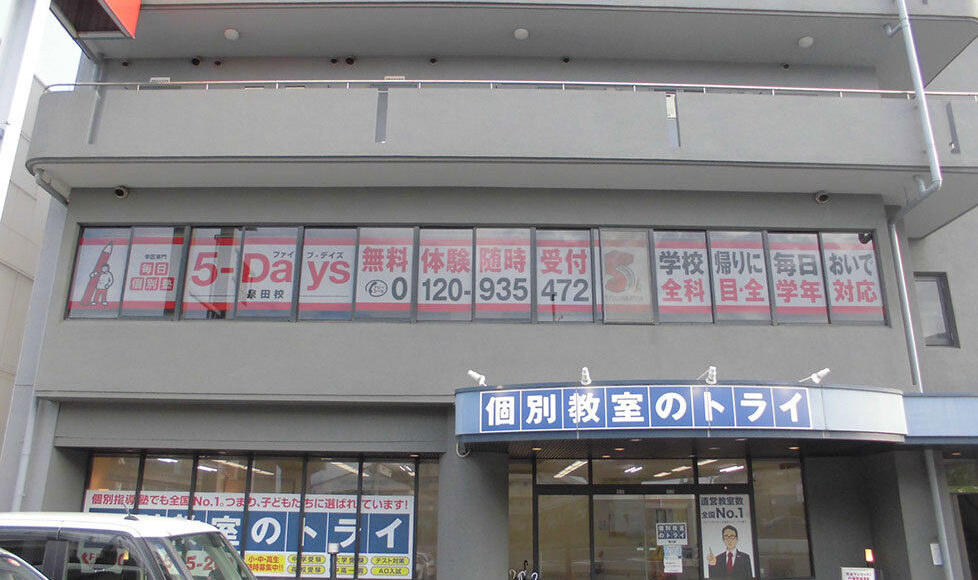 学区専門
毎日
個別塾
ファイブ-デイズ
5-Days
泉田校
無料体験随時受付
0120-935472
学校帰りに毎日おいで
全科目・全学年対応
個別教室のトライ
個別指導塾でも全国No.1。つまり、子どもたちに選ばれています!
別教室のトライ
小・中・高生
テスト対策
AO入試
直営教室数
全国No.1
個別教室
のトライ